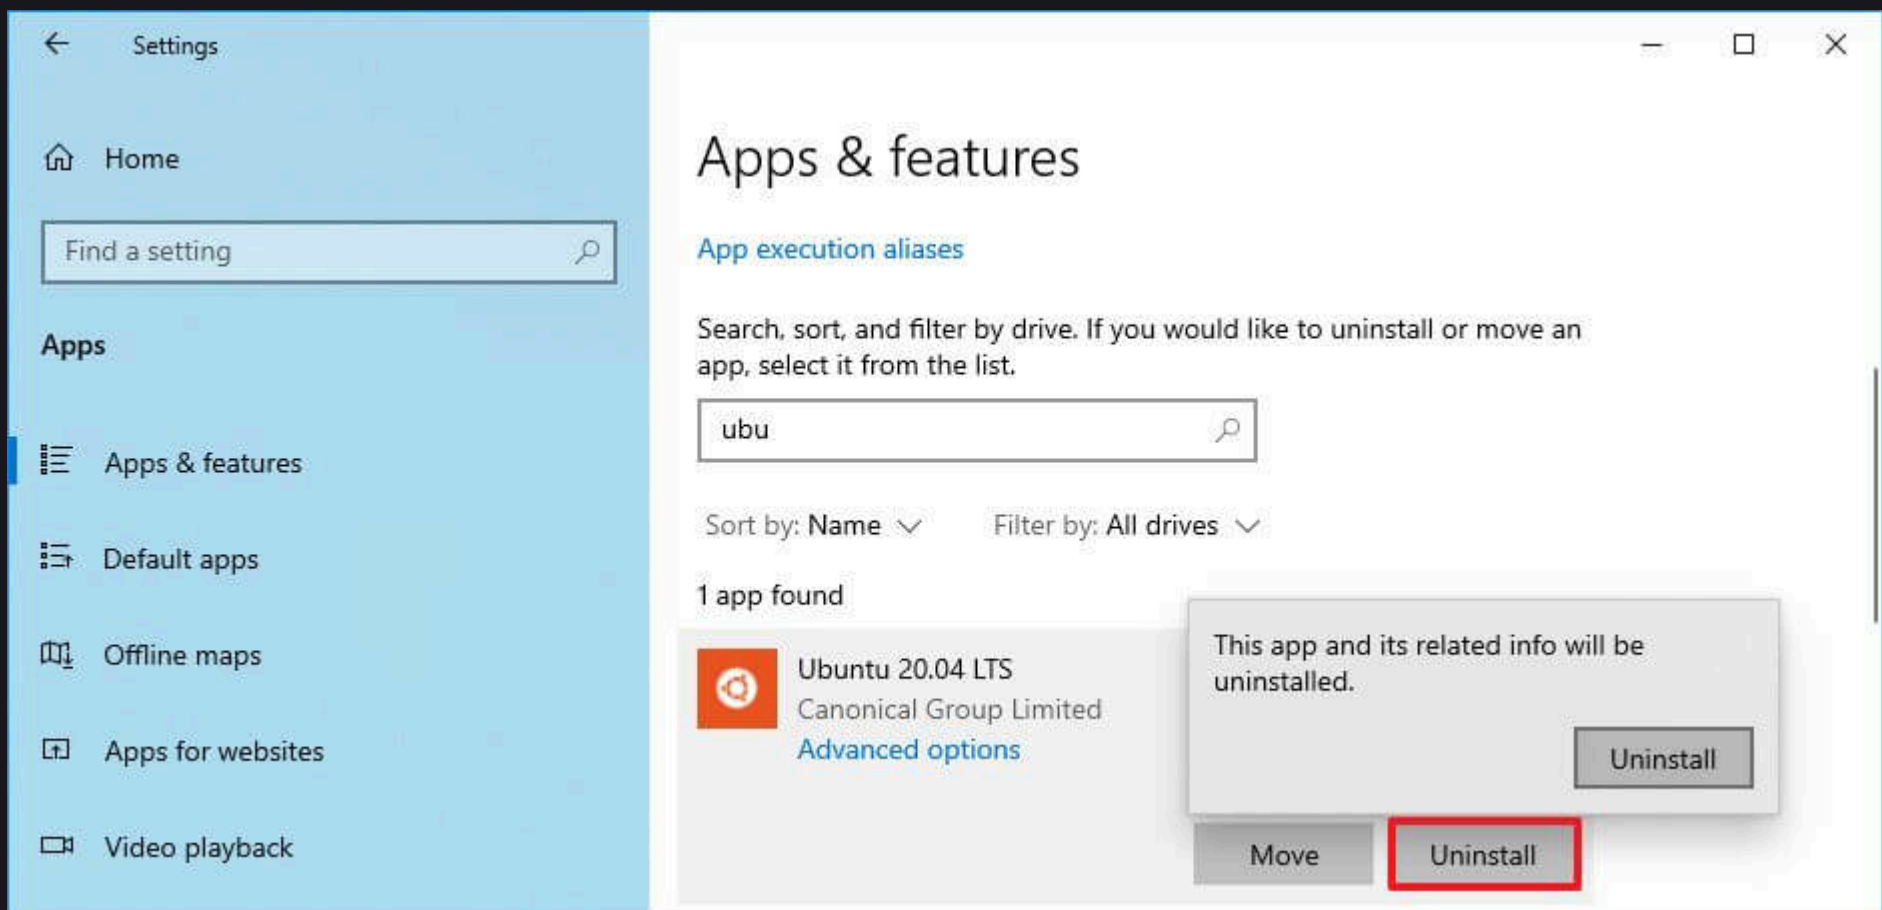 Settings
Home
Find a setting
Apps
Apps & features
Default apps
Offline maps
Apps for websites
Video playback
Apps & features
App execution aliases
Search, sort, and filter by drive. If you would like to uninstall or move an
app, select it from the list.
ubu
Sort by: Name
Filter by: All drives
1 app found
Ubuntu 20.04 LTS
Canonical Group Limited
Advanced options
This app and its related info will be
uninstalled.
Uninstall
Move
Uninstall